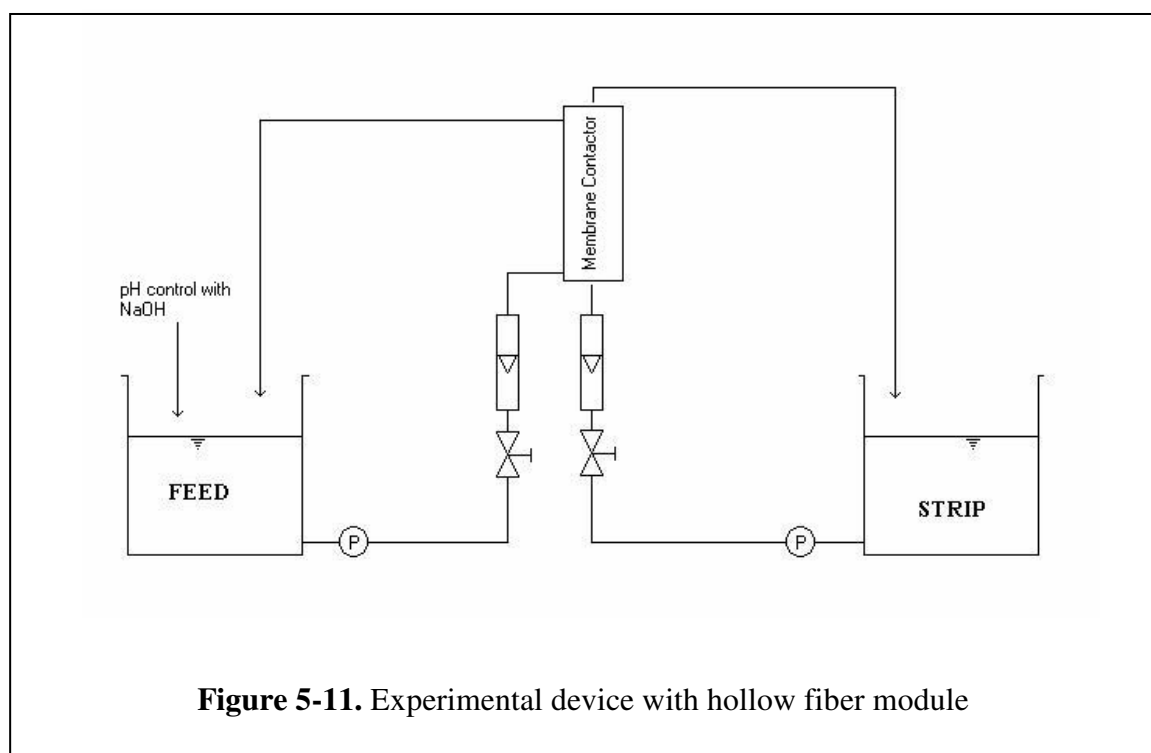 Membrane Contactor
pH control with
NaOH
FEED
STRIP
P
P
Figure 5-11. Experimental device with hollow fiber module